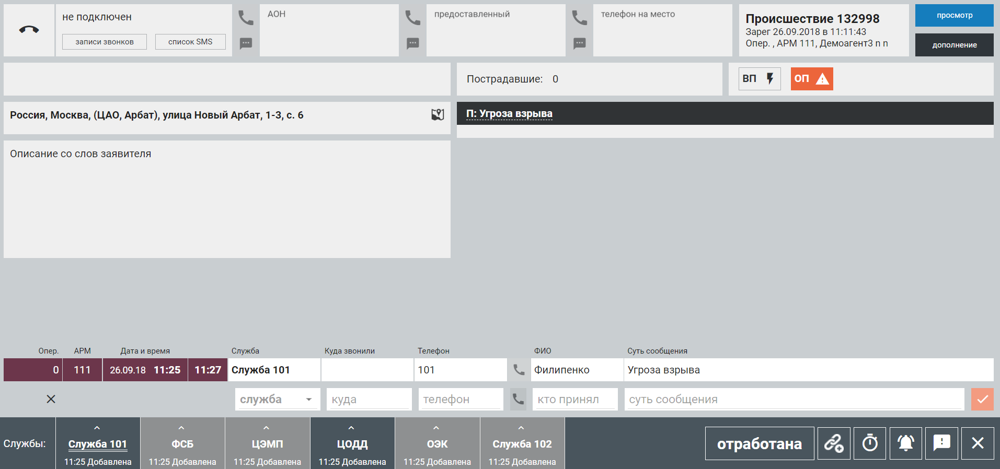 не подключен
записи звонков
список SMS
АОН
предоставленный
телефон на место
Происшествие 132998
Зарег 26.09.2018 в 11:11:43
Опер. , АРМ 111, Демоагент3 n n
просмотр
дополнение
Пострадавшие: 0
ВП
ОП
Россия, Москва, (ЦАО, Арбат), улица Новый Арбат, 1-3, с. 6
П: Угроза взрыва
Описание со слов заявителя
Опер. АРМ Дата и время Служба Куда звонили Телефон ФИО Суть сообщения
0 111 26.09.18 11:25 11:27 Служба 101 101 Филипенко Угроза взрыва
служба куда телефон кто принял суть сообщения
Службы:
Служба 101
11:25 Добавлена
ФСБ
11:25 Добавлена
ЦЭМП
11:25 Добавлена
ЦОДД
11:25 Добавлена
ОЭК
11:25 Добавлена
Служба 102
11:25 Добавлена
отработана